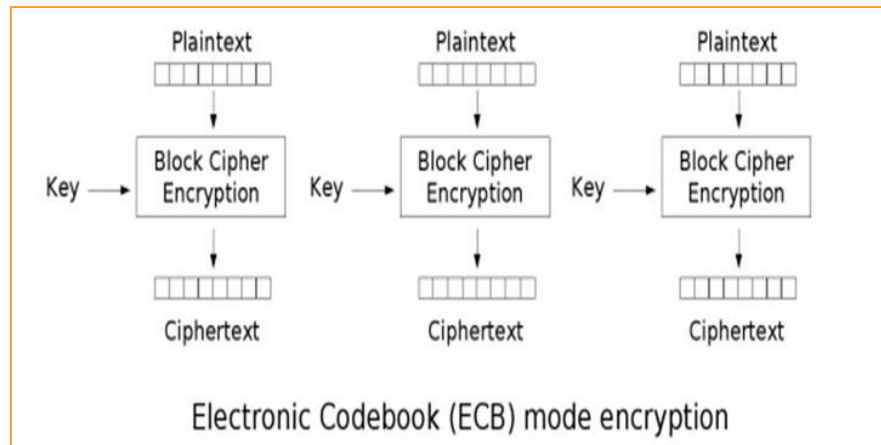 Plaintext Plaintext Plaintext
Block Cipher Block Cipher Block Cipher
Key Encryption Key Encryption Key Encryption
Ciphertext Ciphertext Ciphertext
Electronic Codebook (ECB) mode encryption